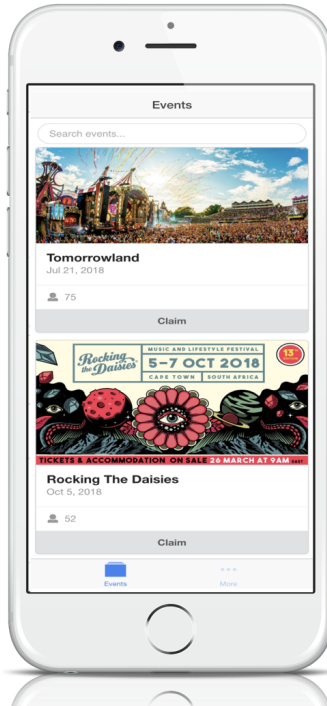 Events
Search events...
Tomorrowland
Jul 21, 2018
75
Claim
Rocking
the Daisies
MUSIC AND LIFESTYLE FESTIVAL
5-7 OCT 2018
CAPE TOWN SOUTH AFRICA
13
TICKETS & ACCOMMODATION ON SALE 26 MARCH AT 9AM
Rocking The Daisies
Oct 5, 2018
52
Claim
Events
More